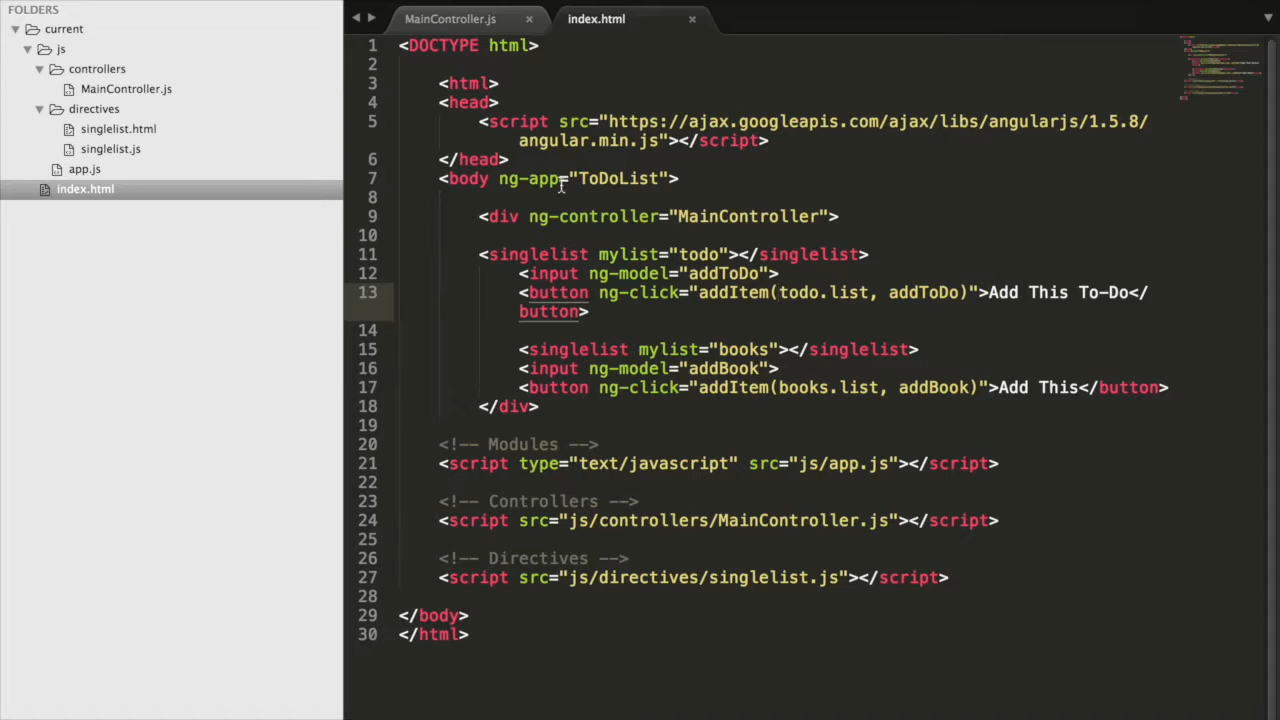 FOLDERS
current
js
controllers
MainController.js
directives
singlelist.html
singlelist.js
app.js
index.html
MainController.js
index.html
1 <DOCTYPE html>
2
3 <html>
4 <head>
5 <script src="https://ajax.googleapis.com/ajax/libs/angularjs/1.5.8/
angular.min.js"></script>
6 </head>
7 <body ng-app="ToDoList">
8
9 <div ng-controller="MainController">
10
11 <singlelist mylist="todo"></singlelist>
12 <input ng-model="addToDo">
13 <button ng-click="addItem(todo.list, addToDo)">Add This To-Do</
button>
14
15 <singlelist mylist="books"></singlelist>
16 <input ng-model="addBook">
17 <button ng-click="addItem(books.list, addBook)">Add This</button>
18 </div>
19
20 <!-- Modules -->
21 <script type="text/javascript" src="js/app.js"></script>
22
23 <!-- Controllers -->
24 <script src="js/controllers/MainController.js"></script>
25
26 <!-- Directives -->
27 <script src="js/directives/singlelist.js"></script>
28
29 </body>
30 </html>